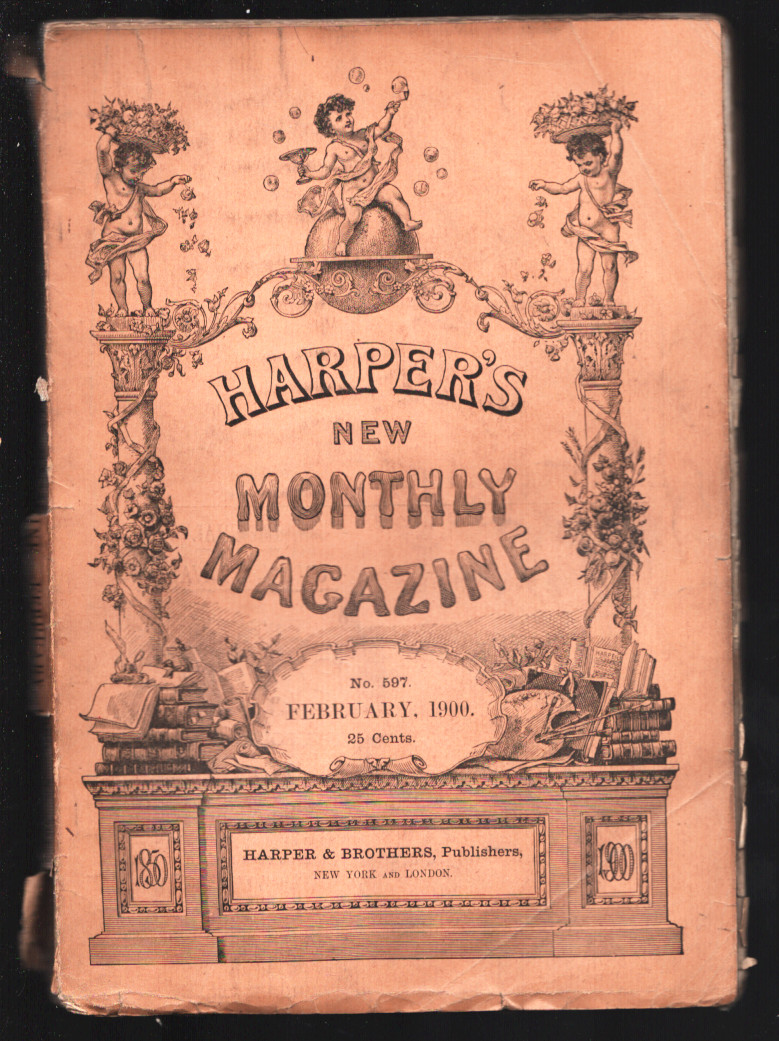 HARPER'S
NEW
MONTHLY
MAGAZINE
No. 597.
FEBRUARY, 1900.
25 Cents.
1850
HARPER & BROTHERS, Publishers,
NEW YORK AND LONDON.
1900